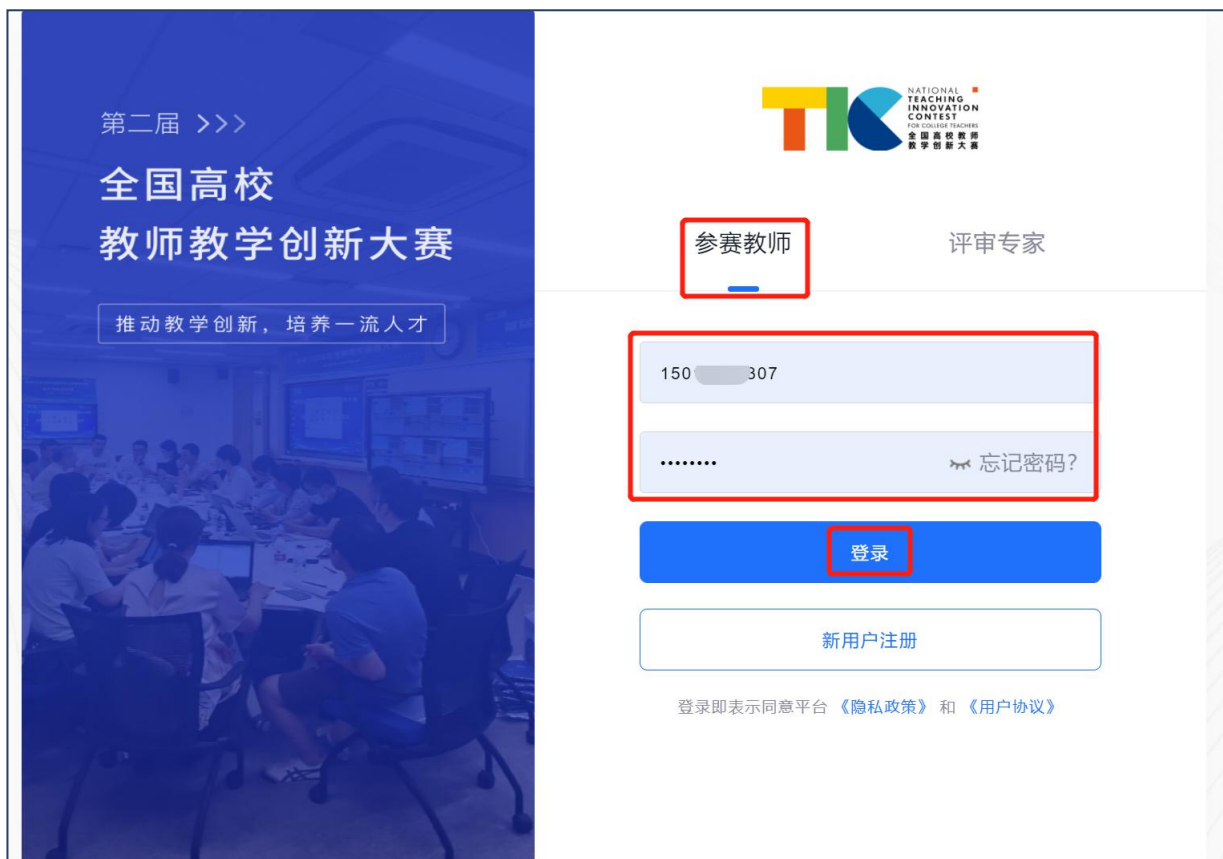 第二届 >>>
全国高校
教师教学创新大赛
推动教学创新，培养一流人才
NATIONAL
TEACHING
INNOVATION
CONTEST
FOR COLLEGE TEACHERS
全国高校教师
教学创新大赛
参赛教师 评审专家
150 307
•••••••• 忘记密码?
登录
新用户注册
登录即表示同意平台 《隐私政策》 和 《用户协议》